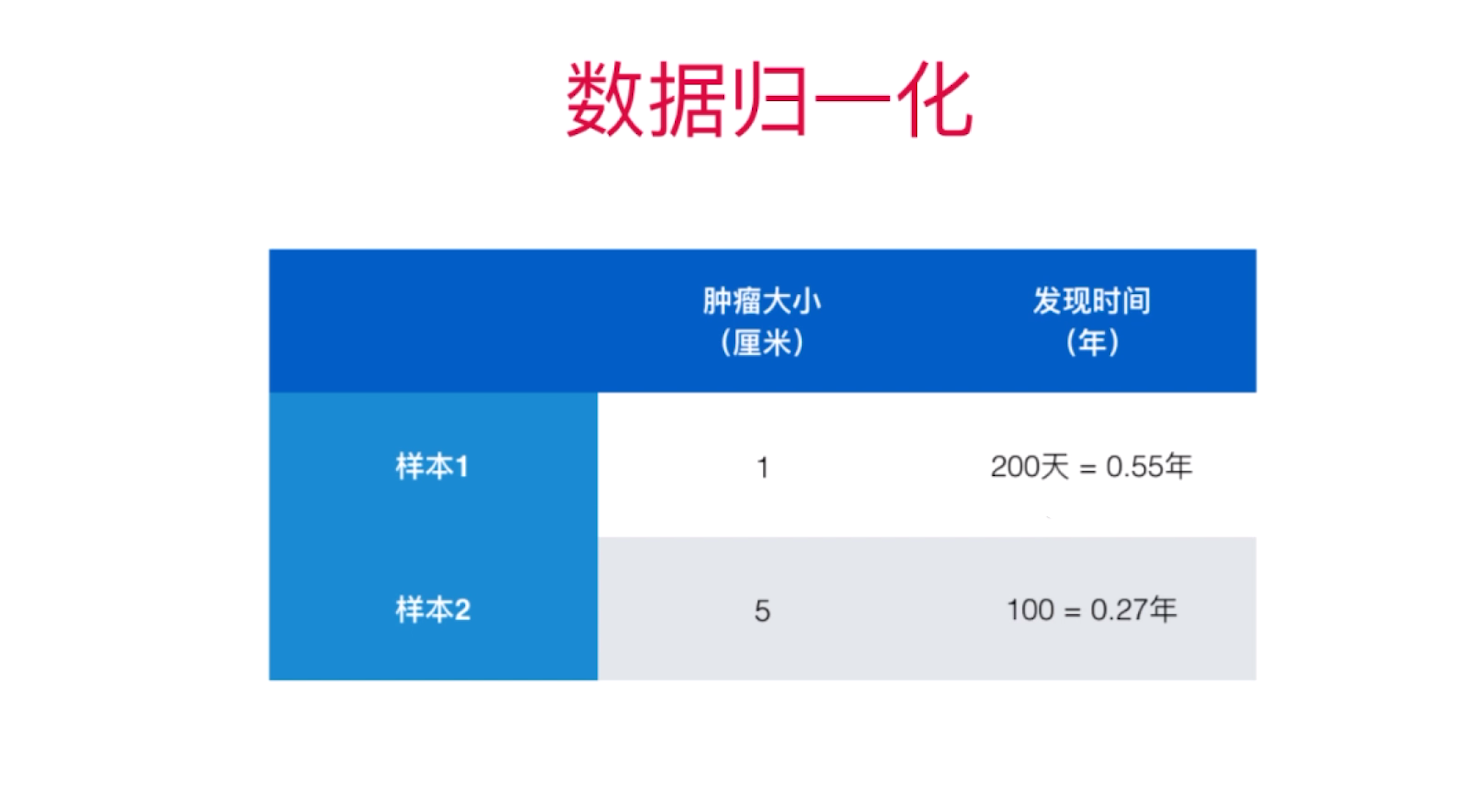 数据归一化
肿瘤大小
（厘米）
发现时间
（年）
样本1
1
200天 = 0.55年
样本2
5
100 = 0.27年